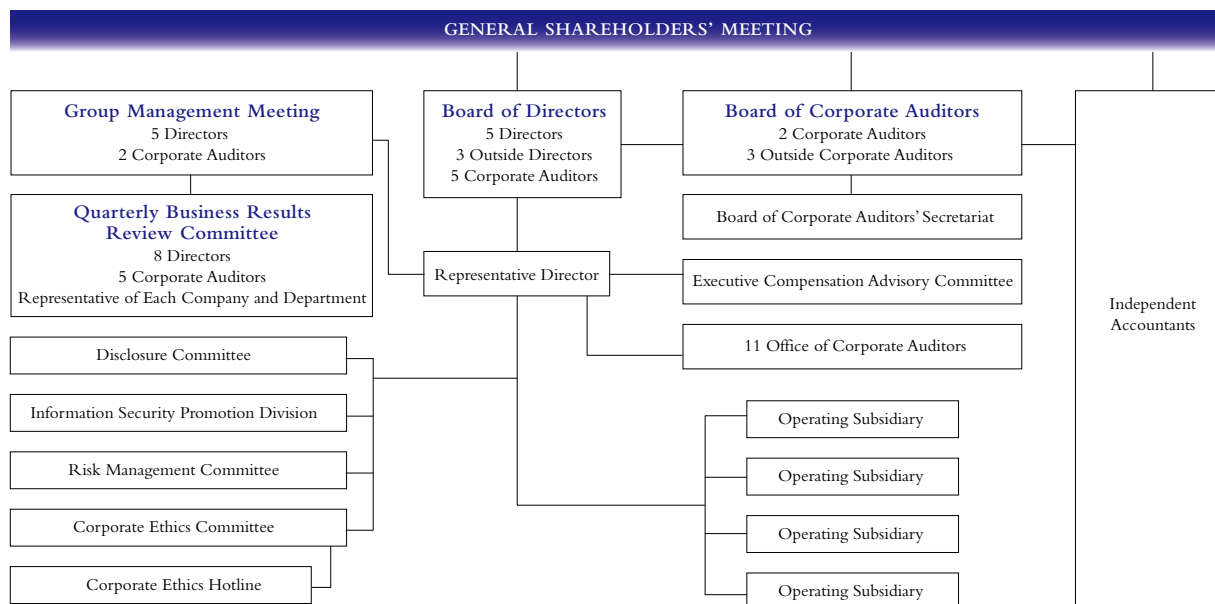 GENERAL SHAREHOLDERS’ MEETING
Group Management Meeting
5 Directors
2 Corporate Auditors
Board of Directors
5 Directors
3 Outside Directors
5 Corporate Auditors
Board of Corporate Auditors
2 Corporate Auditors
3 Outside Corporate Auditors
Quarterly Business Results
Review Committee
8 Directors
5 Corporate Auditors
Representative of Each Company and Department
Board of Corporate Auditors’ Secretariat
Representative Director
Executive Compensation Advisory Committee
Independent
Accountants
11 Office of Corporate Auditors
Disclosure Committee
Information Security Promotion Division
Risk Management Committee
Corporate Ethics Committee
Corporate Ethics Hotline
Operating Subsidiary
Operating Subsidiary
Operating Subsidiary
Operating Subsidiary